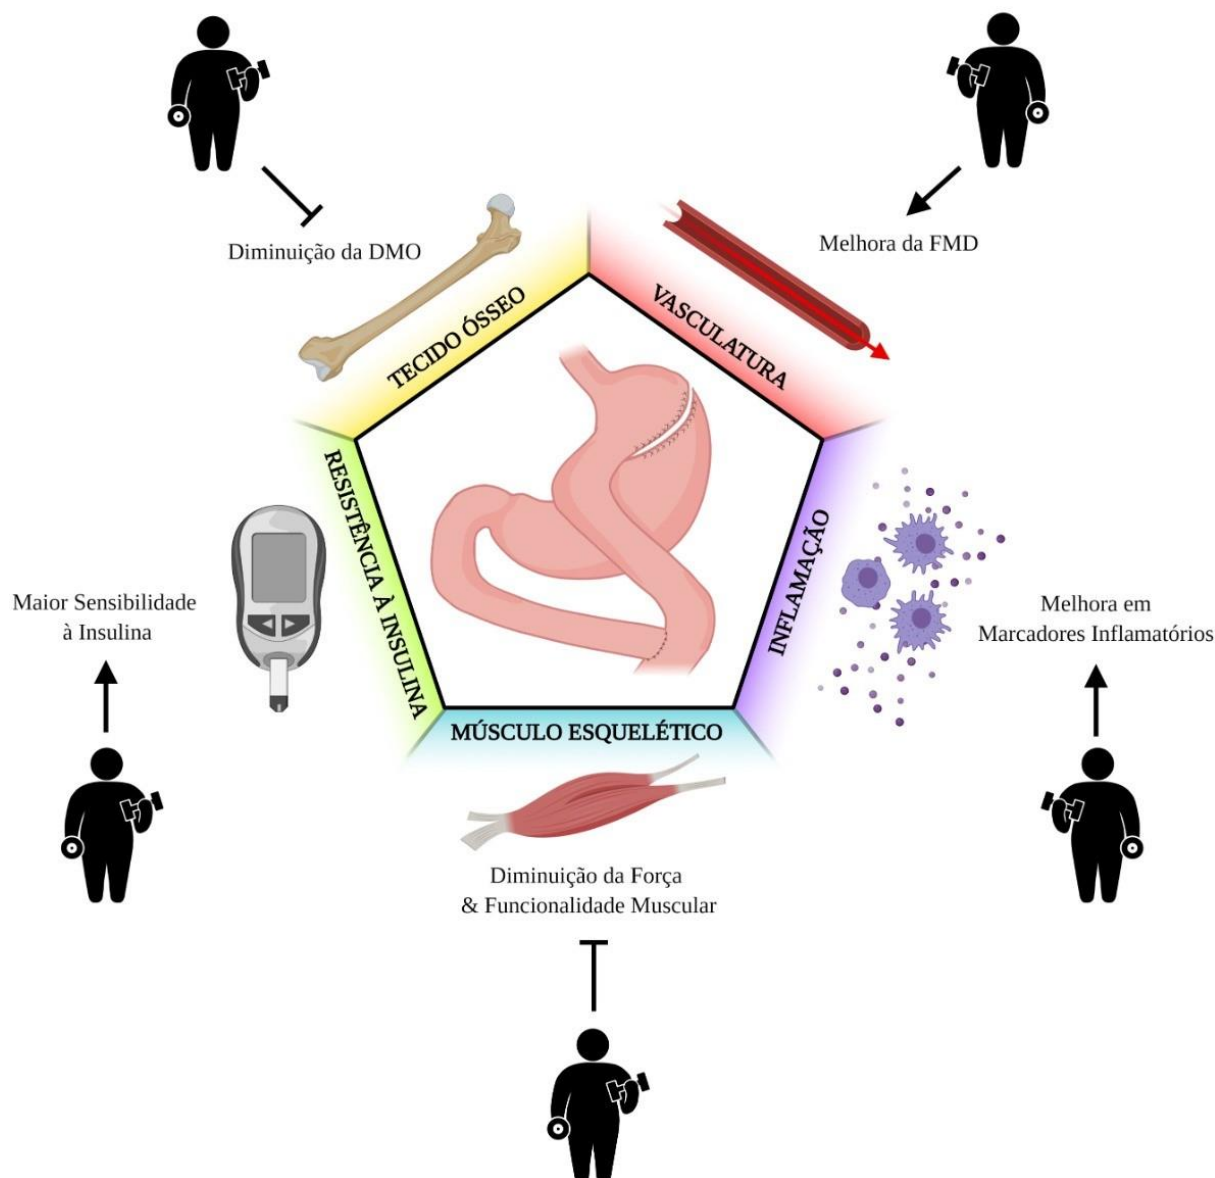 Diminuição da DMO
Melhora da FMD
TECIDO ÓSSEO
VASCULATURA
RESISTÊNCIA À INSULINA
INFLAMAÇÃO
Maior Sensibilidade
à Insulina
Melhora em
Marcadores Inflamatórios
MÚSCULO ESQUELÉTICO
Diminuição da Força
& Funcionalidade Muscular